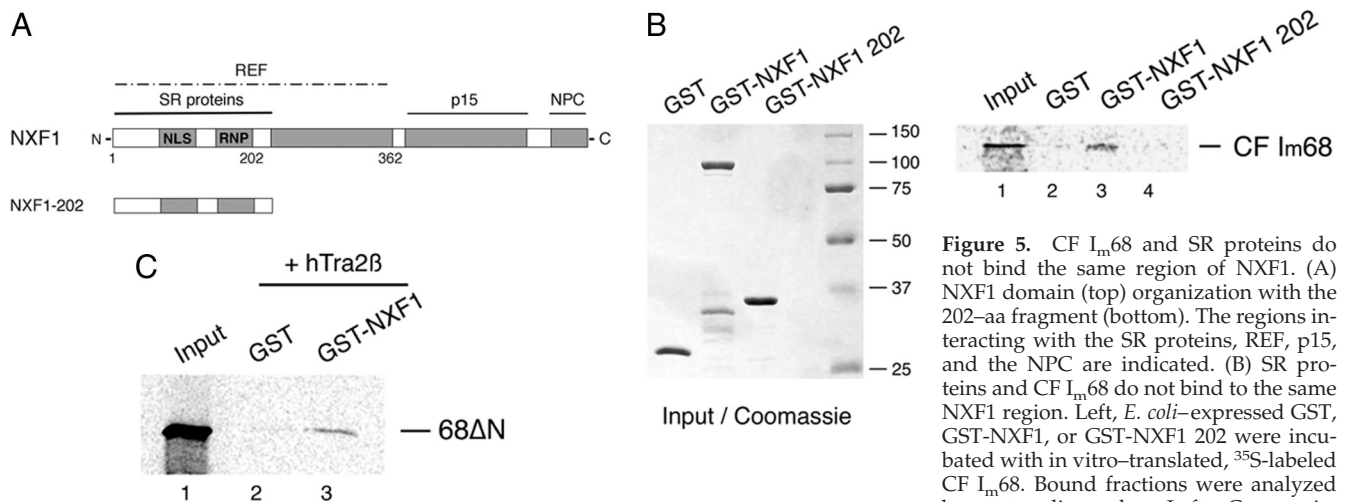 A
REF
SR proteins
p15
NPC
NXF1
N
NLS
RNP
C
1
202
362
NXF1-202
B
GST
GST-NXF1
GST-NXF1 202
150
100
75
50
37
25
Input / Coomassie
Input
GST
GST-NXF1
GST-NXF1 202
CF Im68
1 2 3 4
C
+ hTra2ß
Input
GST
GST-NXF1
68ΔN
1 2 3
Figure 5. CF Im68 and SR proteins do
not bind the same region of NXF1. (A)
NXF1 domain (top) organization with the
202–aa fragment (bottom). The regions in-
teracting with the SR proteins, REF, p15,
and the NPC are indicated. (B) SR pro-
teins and CF Im68 do not bind to the same
NXF1 region. Left, E. coli–expressed GST,
GST-NXF1, or GST-NXF1 202 were incu-
bated with in vitro–translated, 35S-labeled
CF Im68. Bound fractions were analyzed